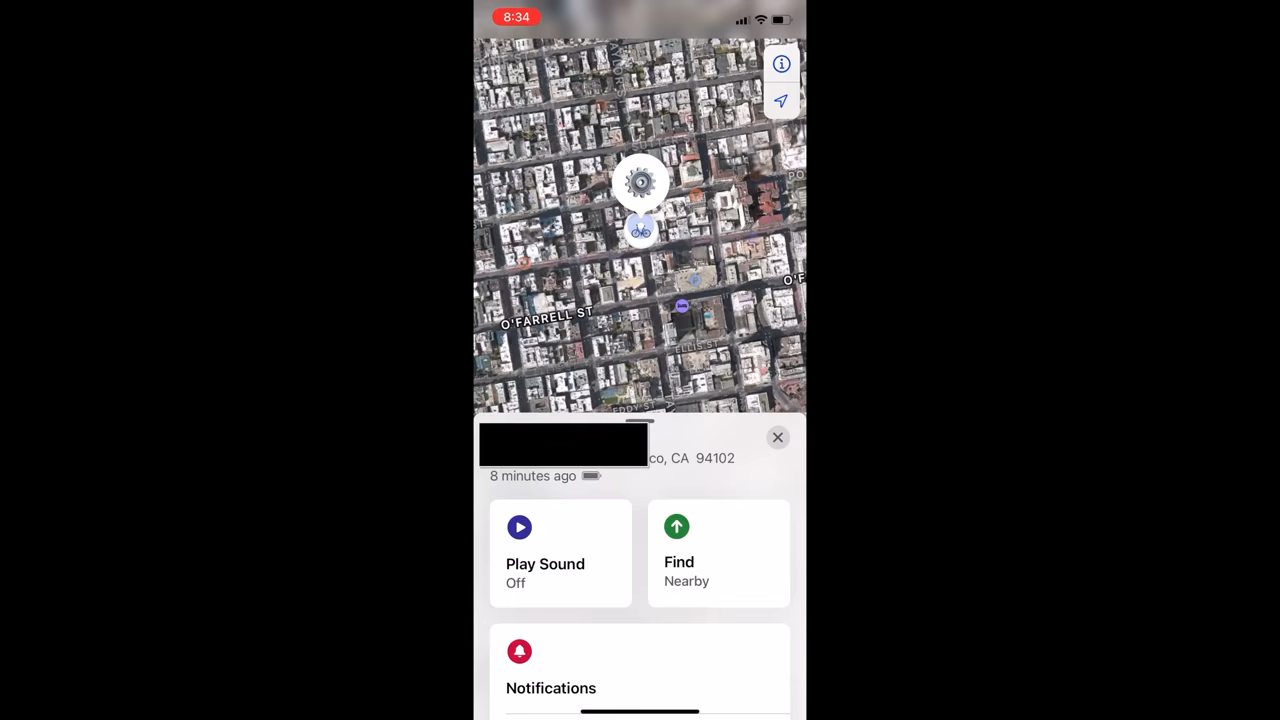 8:34
O'FARRELL ST
O'F
ELLIS ST
EDDY ST
PO
co, CA 94102
8 minutes ago
Play Sound
Off
Find
Nearby
Notifications